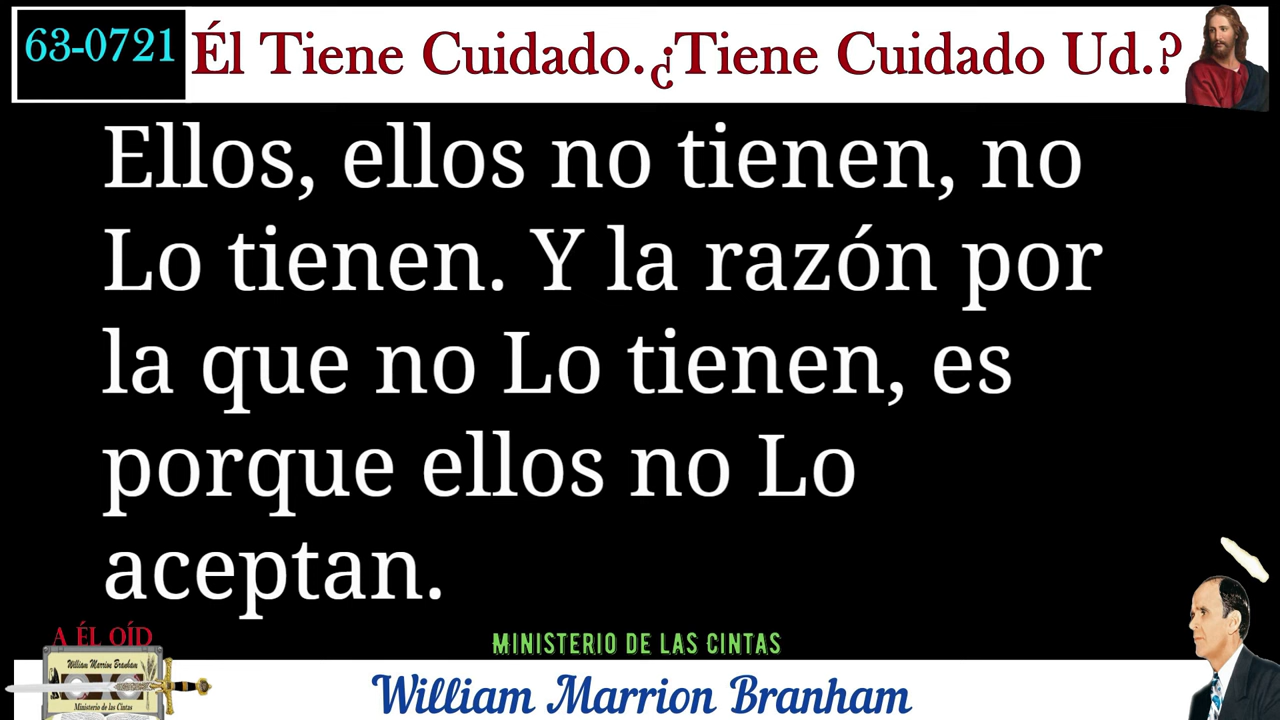 63-0721
Él Tiene Cuidado.¿Tiene Cuidado Ud.?
Ellos, ellos no tienen, no
Lo tienen. Y la razón por
la que no Lo tienen, es
porque ellos no Lo
aceptan.
A ÉL OÍD
William Marrion Branham
Ministerio de las Cintas
MINISTERIO DE LAS CINTAS
William Marrion Branham